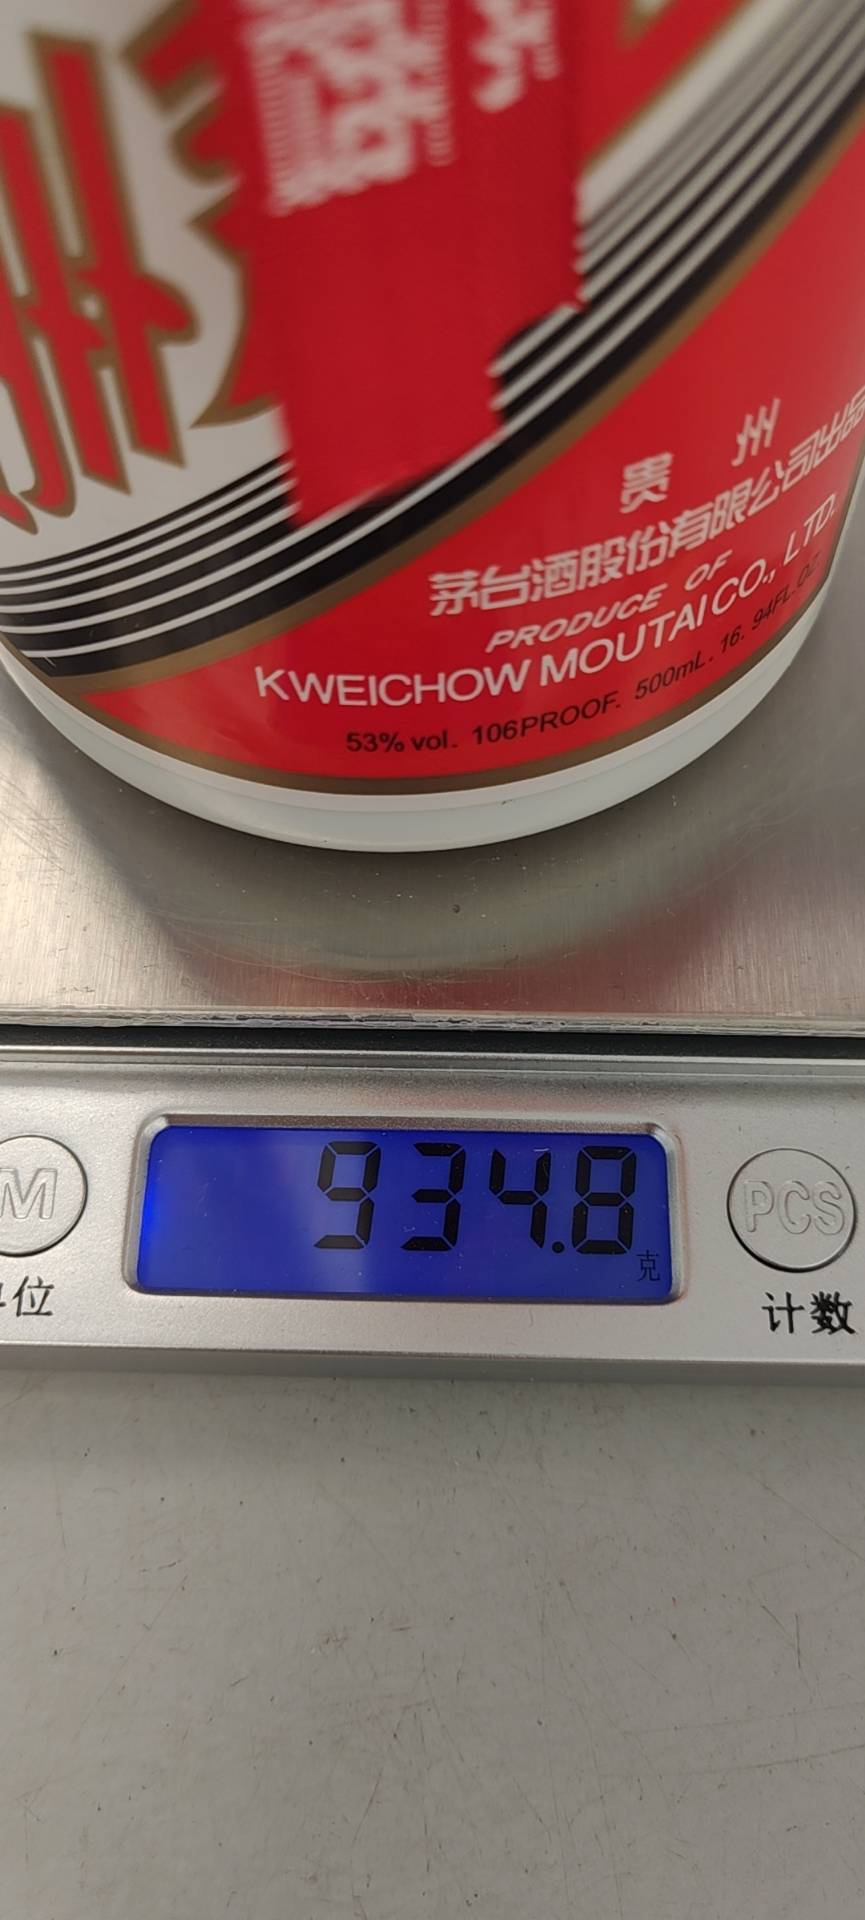 贵 州
茅台酒股份有限公司出品
PRODUCE OF
KWEICHOW MOUTAI CO., LTD.
53% vol. 106PROOF. 500mL. 16. 94FL.OZ.
934.8
克
M
PCS
位
计数